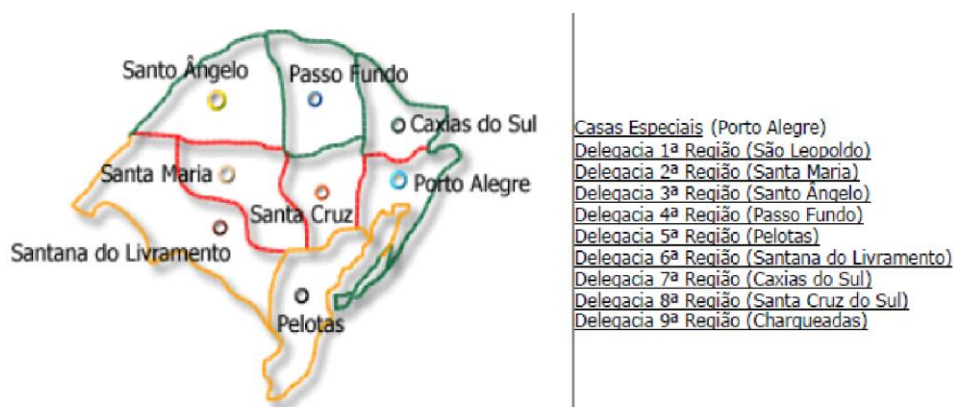 Santo Ângelo
Passo Fundo
Caxias do Sul
Santa Maria
Porto Alegre
Santa Cruz
Santana do Livramento
Pelotas
Casas Especiais (Porto Alegre)
Delegacia 1ª Região (São Leopoldo)
Delegacia 2ª Região (Santa Maria)
Delegacia 3ª Região (Santo Ângelo)
Delegacia 4ª Região (Passo Fundo)
Delegacia 5ª Região (Pelotas)
Delegacia 6ª Região (Santana do Livramento)
Delegacia 7ª Região (Caxias do Sul)
Delegacia 8ª Região (Santa Cruz do Sul)
Delegacia 9ª Região (Charqueadas)